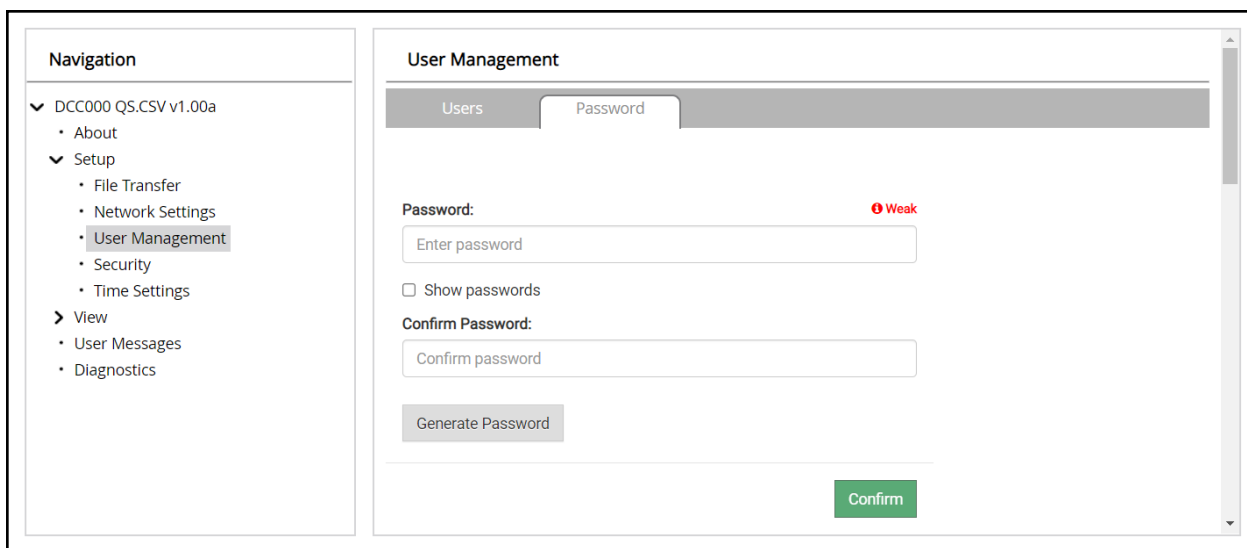 Navigation
DCC000 QS.CSV v1.00a
About
Setup
File Transfer
Network Settings
User Management
Security
Time Settings
View
User Messages
Diagnostics
User Management
Users Password
Password: Weak
Enter password
Show passwords
Confirm Password:
Confirm password
Generate Password
Confirm